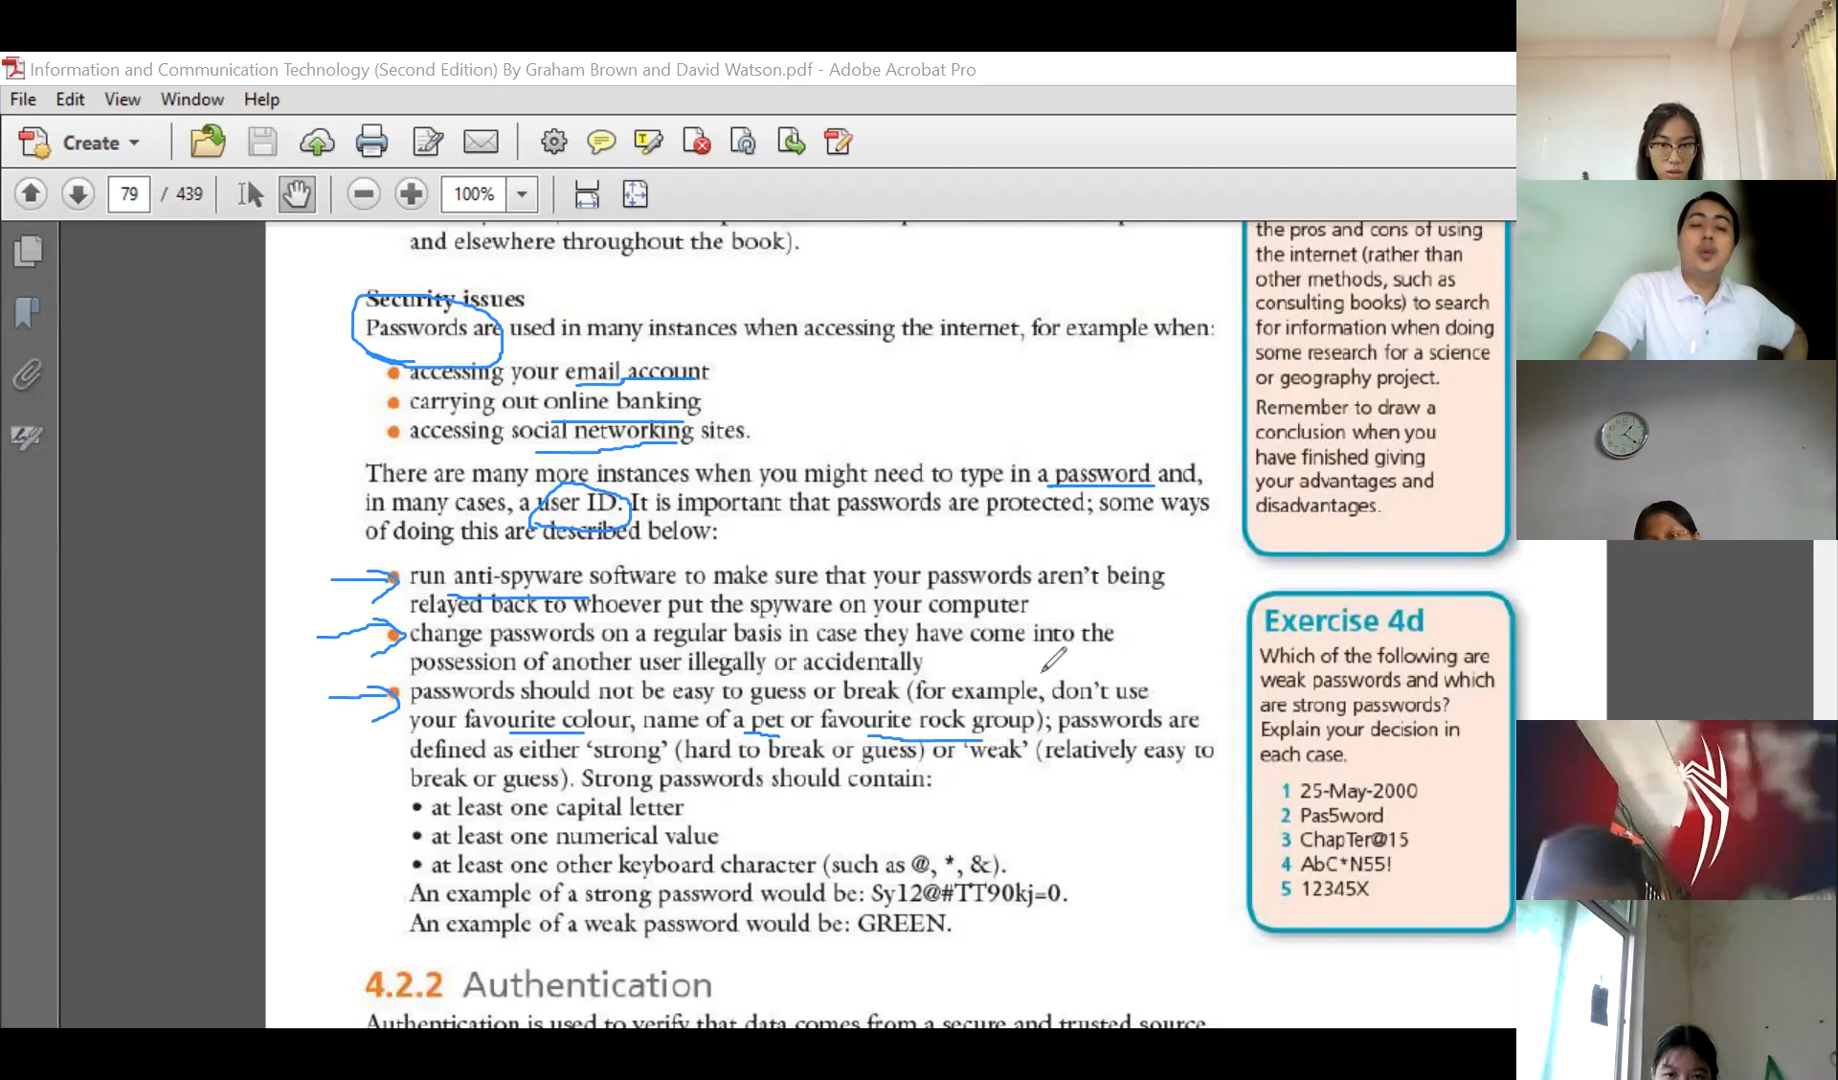 Information and Communication Technology (Second Edition) By Graham Brown and David Watson.pdf - Adobe Acrobat Pro
File Edit View Window Help
Create
79 / 439 100%
and elsewhere throughout the book).
Security issues
Passwords are used in many instances when accessing the internet, for example when:
accessing your email account
carrying out online banking
accessing social networking sites.
There are many more instances when you might need to type in a password and,
in many cases, a user ID. It is important that passwords are protected; some ways
of doing this are described below:
run anti-spyware software to make sure that your passwords aren't being
relayed back to whoever put the spyware on your computer
change passwords on a regular basis in case they have come into the
possession of another user illegally or accidentally
passwords should not be easy to guess or break (for example, don't use
your favourite colour, name of a pet or favourite rock group); passwords are
defined as either 'strong' (hard to break or guess) or 'weak' (relatively easy to
break or guess). Strong passwords should contain:
• at least one capital letter
• at least one numerical value
• at least one other keyboard character (such as @, *, &).
An example of a strong password would be: Sy12@#TT90kj=0.
An example of a weak password would be: GREEN.
4.2.2 Authentication
Authentication is used to verify that data comes from a secure and trusted source
the pros and cons of using
the internet (rather than
other methods, such as
consulting books) to search
for information when doing
some research for a science
or geography project.
Remember to draw a
conclusion when you
have finished giving
your advantages and
disadvantages.
Exercise 4d
Which of the following are
weak passwords and which
are strong passwords?
Explain your decision in
each case.
1 25-May-2000
2 Pas5word
3 ChapTer@15
4 AbC*N55!
5 12345X